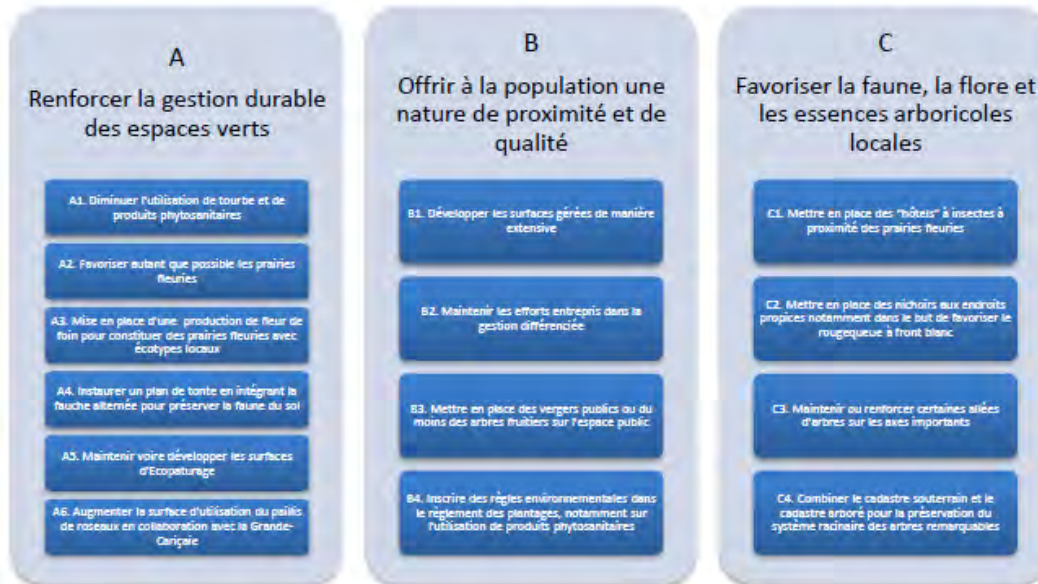 A
Renforcer la gestion durable
des espaces verts
A1. Diminuer l'utilisation de tourbe et de
produits phytosanitaires
A2. Favoriser autant que possible les prairies
fleuries
A3. Mise en place d'une production de fleur de
foin pour constituer des prairies fleuries avec
écotypes locaux
A4. Instaurer un plan de tonte en intégrant la
fauche alternée pour préserver la faune du sol
A5. Maintenir voire développer les surfaces
d'Ecopaturage
A6. Augmenter la surface d'utilisation du paillis
de roseaux en collaboration avec la Grande-
Cariçaie
B
Offrir à la population une
nature de proximité et de
qualité
B1. Développer les surfaces gérées de manière
extensive
B2. Maintenir les efforts entrepris dans la
gestion différenciée
B3. Mettre en place des vergers publics ou du
moins des arbres fruitiers sur l'espace public
B4. Inscrire des règles environnementales dans
le règlement des plantages, notamment sur
l'utilisation de produits phytosanitaires
C
Favoriser la faune, la flore et
les essences arboricoles
locales
C1. Mettre en place des "hôtels" à insectes à
proximité des prairies fleuries
C2. Mettre en place des nichoirs aux endroits
propices notamment dans le but de favoriser le
rougequeue à front blanc
C3. Maintenir ou renforcer certaines allées
d'arbres sur les axes importants
C4. Combiner le cadastre souterrain et le
cadastre arboré pour la préservation du
système racinaire des arbres remarquables